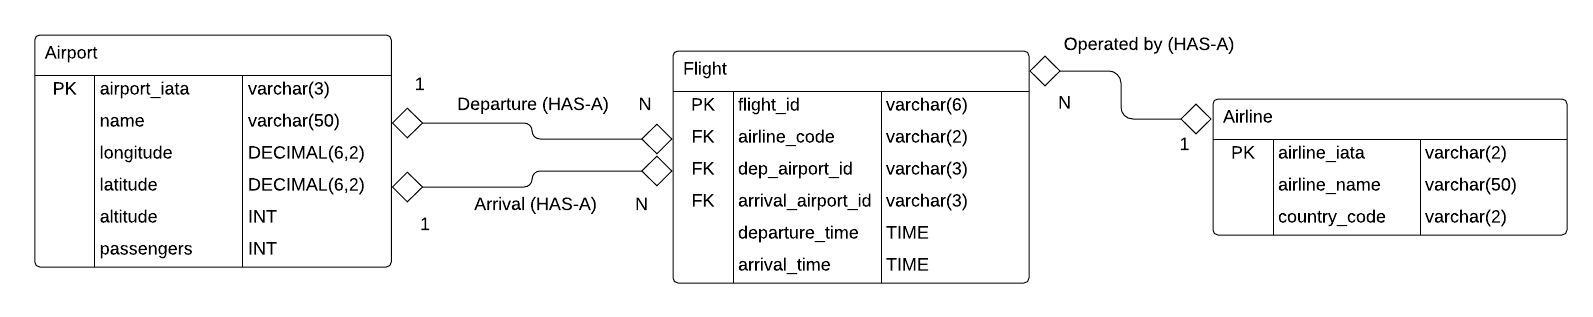 Airport
PK airport_iata varchar(3)
name varchar(50)
longitude DECIMAL(6,2)
latitude DECIMAL(6,2)
altitude INT
passengers INT
1
Departure (HAS-A) N
Arrival (HAS-A) N
1
Flight
PK flight_id varchar(6)
FK airline_code varchar(2)
FK dep_airport_id varchar(3)
FK arrival_airport_id varchar(3)
departure_time TIME
arrival_time TIME
Operated by (HAS-A)
N
1
Airline
PK airline_iata varchar(2)
airline_name varchar(50)
country_code varchar(2)